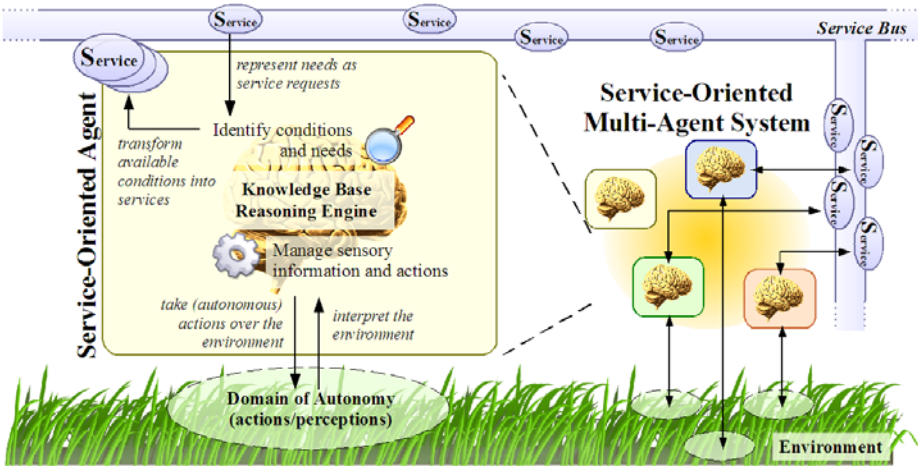 Service
Service
Service
Service
Service Bus
Service
Service-Oriented Agent
represent needs as
service requests
Identify conditions
and needs
transform
available
conditions into
services
Knowledge Base
Reasoning Engine
Manage sensory
information and actions
take (autonomous)
actions over the
environment
interpret the
environment
Domain of Autonomy
(actions/perceptions)
Service-Oriented
Multi-Agent System
Service
Service
Service
Service
Environment